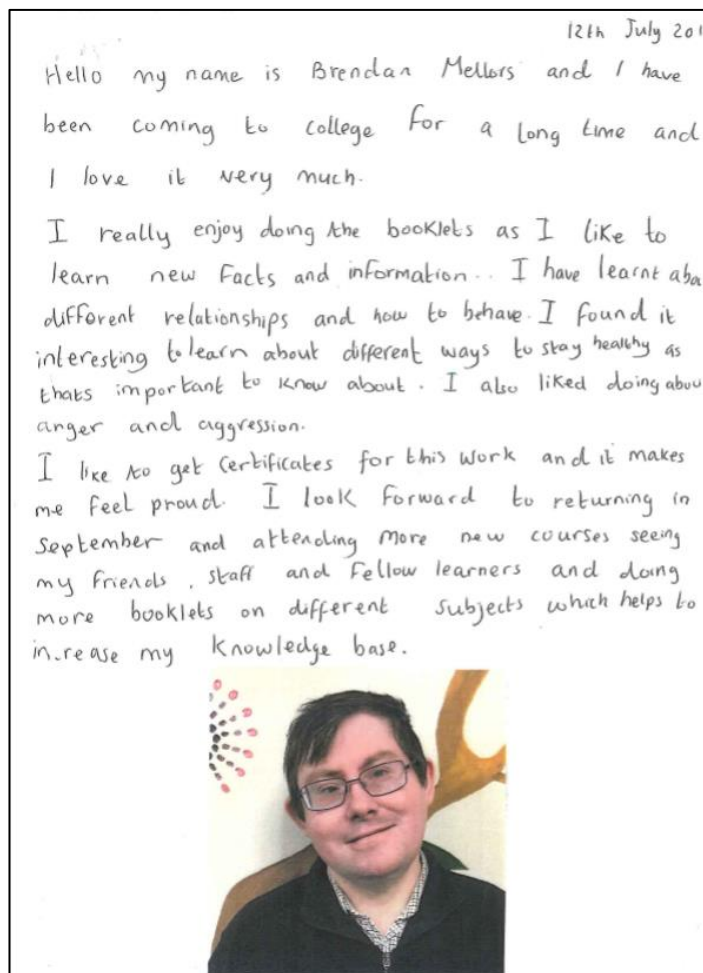 12th July 201
Hello my name is Brendan Mellors and I have
been coming to college for a long time and
I love it very much.
I really enjoy doing the booklets as I like to
learn new facts and information.. I have learnt abou
different relationships and how to behave. I found it
interesting to learn about different ways to stay healthy as
thats important to know about. I also liked doing abou
anger and aggression.
I like to get certificates for this work and it makes
me feel proud. I look forward to returning in
September and attending more new courses seeing
my friends, staff and fellow learners and doing
more booklets on different subjects which helps to
increase my knowledge base.